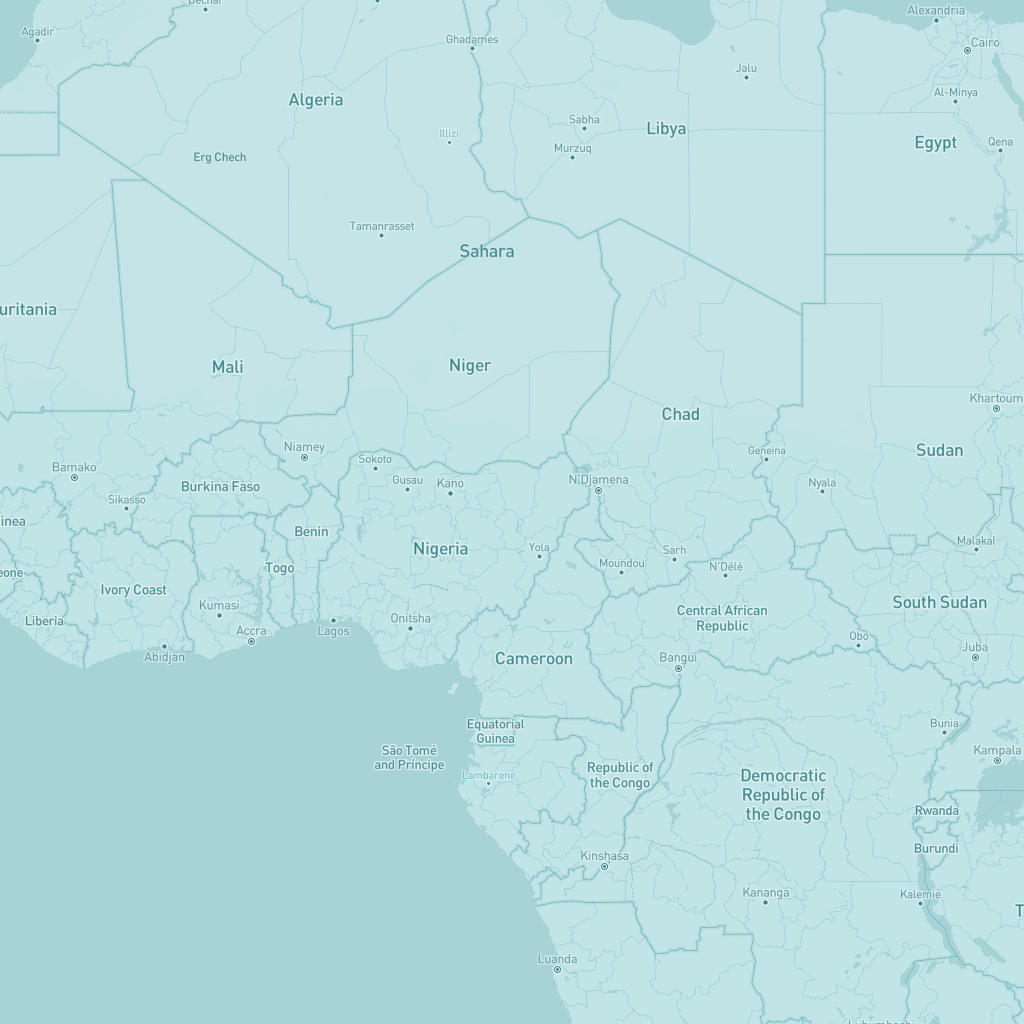 Bechar
Alexandria
Agadir
Ghadames
Cairo
Jalu
Al-Minya
Algeria
Sabha
Libya
Illizi
Egypt
Qena
Murzuq
Erg Chech
Tamanrasset
Sahara
uritania
Niger
Mali
Khartoum
Chad
Niamey
Geneina
Sudan
Sokoto
Bamako
Gusau
Kano
N'Djamena
Burkina Faso
Nyala
Sikasso
inea
Benin
Malakal
Nigeria
Yola
Sarh
Togo
Moundou
N'Délé
eone
Ivory Coast
South Sudan
Kumasi
Central African
Republic
Liberia
Onitsha
Accra
Lagos
Obo
Juba
Abidjan
Cameroon
Bangui
Equatorial
Guinea
Bunia
São Tomé
and Príncipe
Kampala
Republic of
the Congo
Lambarene
Democratic
Republic of
the Congo
Rwanda
Burundi
Kinshasa
Kananga
Kalemie
T
Luanda
Lubumbashi